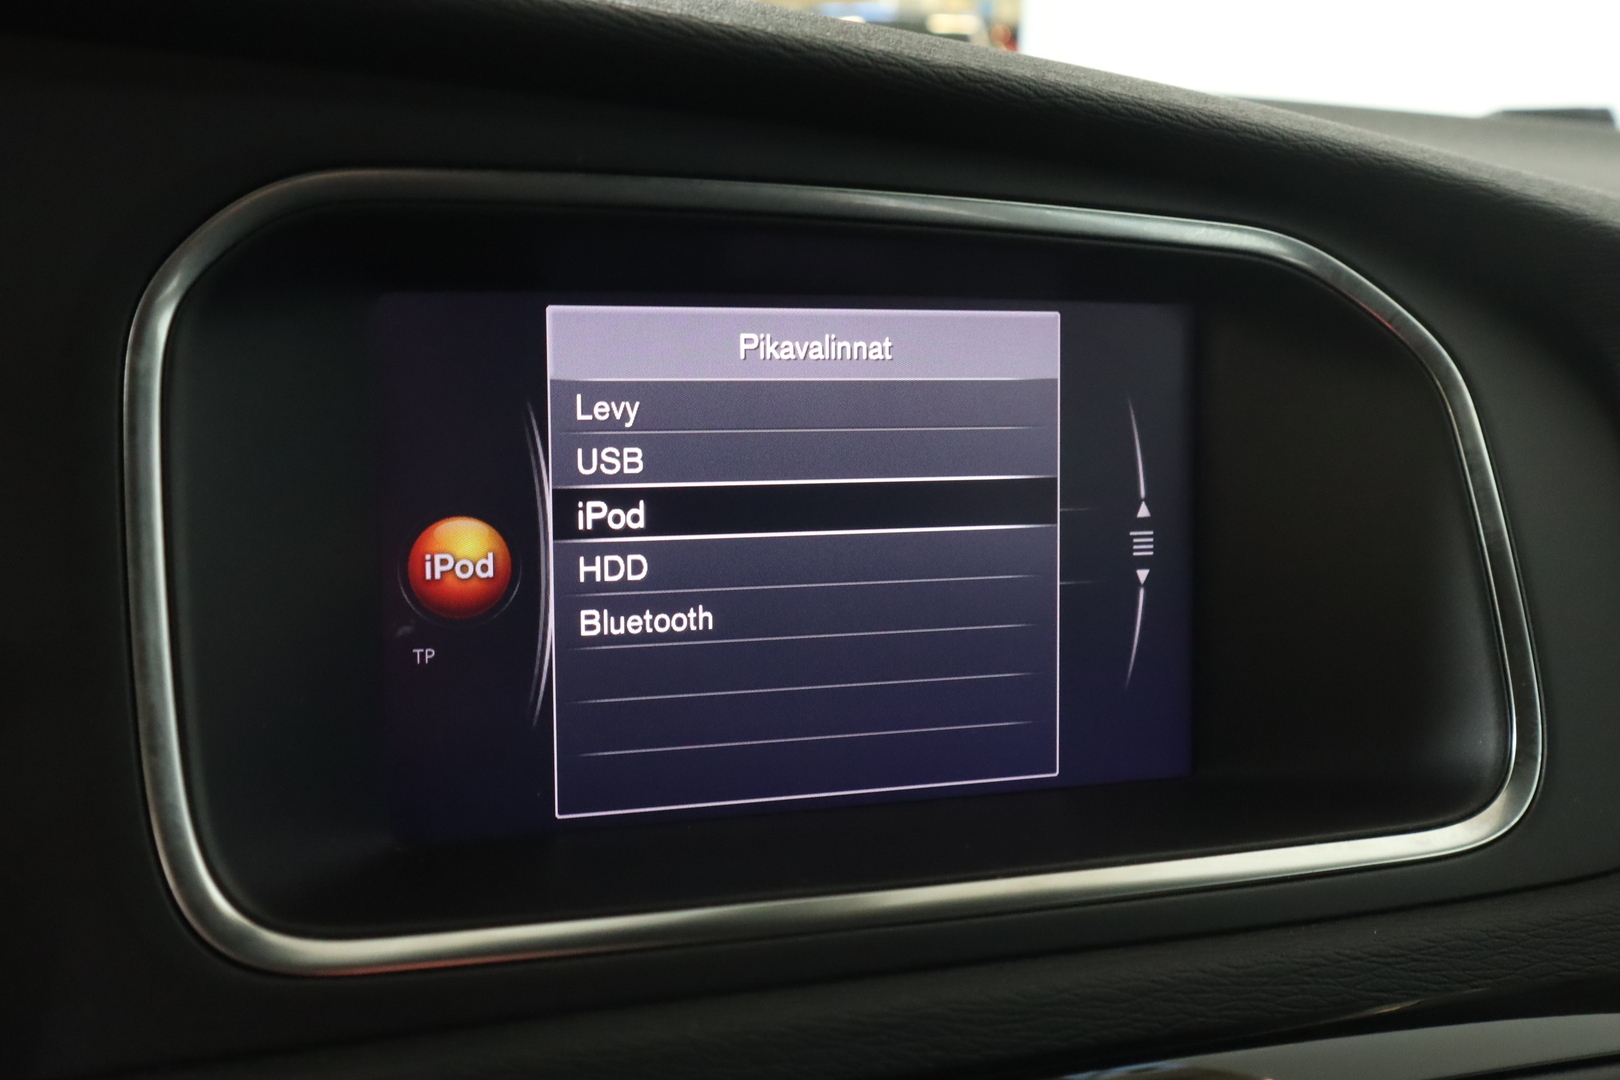 Pikavalinnat
Levy
USB
iPod
HDD
Bluetooth
iPod
TP